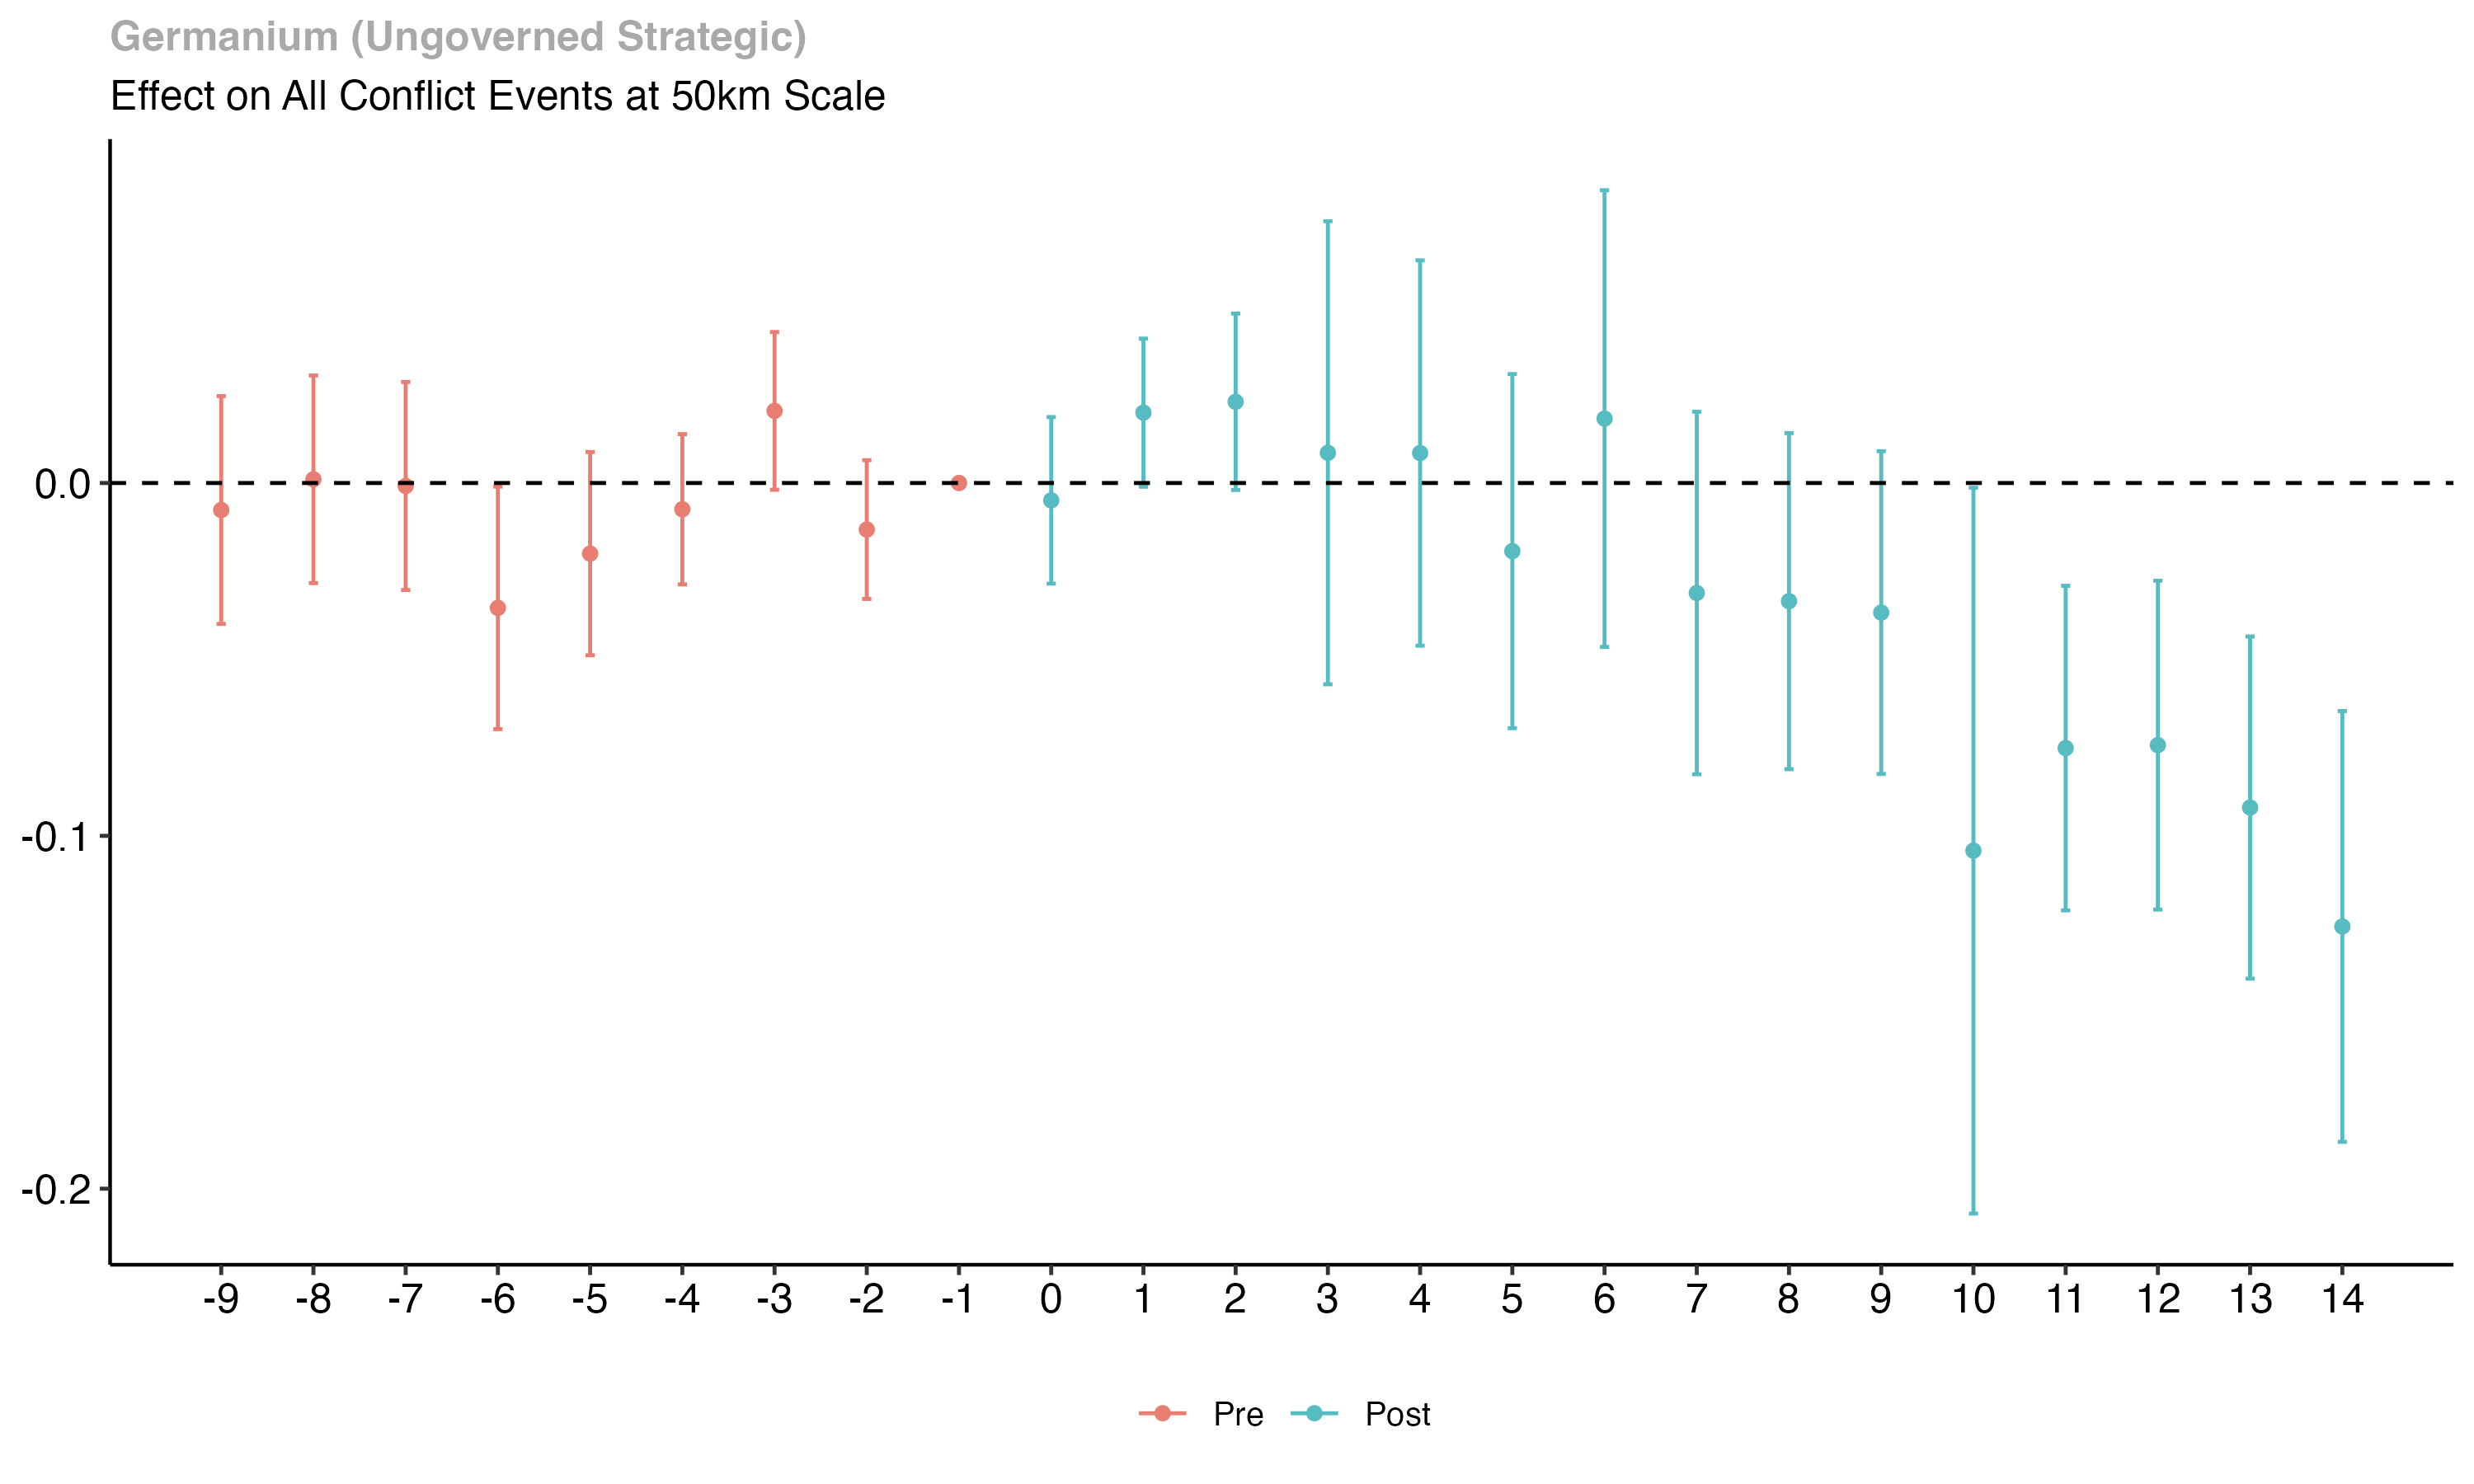 Germanium (Ungoverned Strategic)
Effect on All Conflict Events at 50km Scale
0.0
-0.1
-0.2
-9 -8 -7 -6 -5 -4 -3 -2 -1 0 1 2 3 4 5 6 7 8 9 10 11 12 13 14
Pre Post